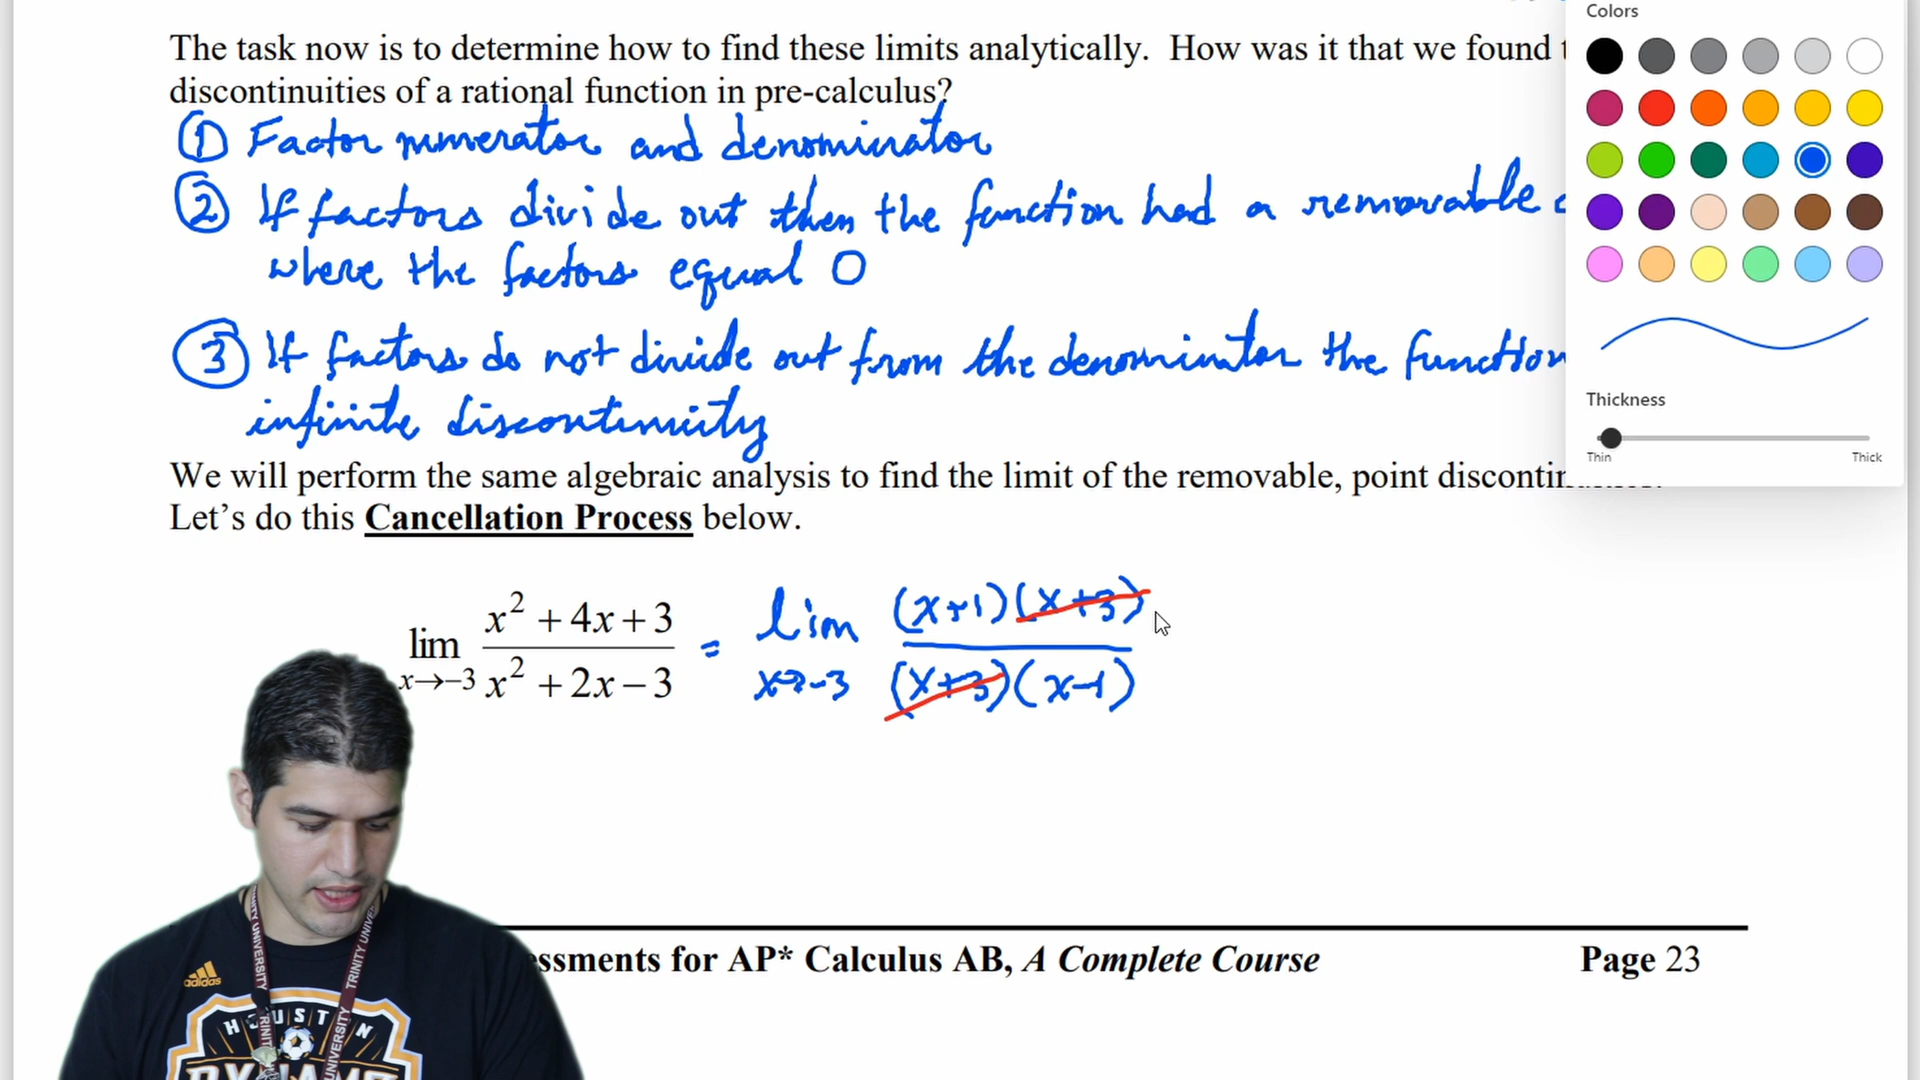 Colors
The task now is to determine how to find these limits analytically. How was it that we found
discontinuities of a rational function in pre-calculus?
① Factor numerator and denominator
② If factors divide out then the function had a removable
where the factors equal 0
③ If factors do not divide out from the denominator the function
infinite discontinuity
Thickness
Thin Thick
We will perform the same algebraic analysis to find the limit of the removable, point
Let's do this Cancellation Process below.
lim x→-3 (x² + 4x + 3)/(x² + 2x - 3) = lim x→-3 (x+1)(x+3)/(x+3)(x-1)
ssments for AP* Calculus AB, A Complete Course Page 23
TRINITY UNIVERSITY
adidas
HOUSTON
DYNAMO